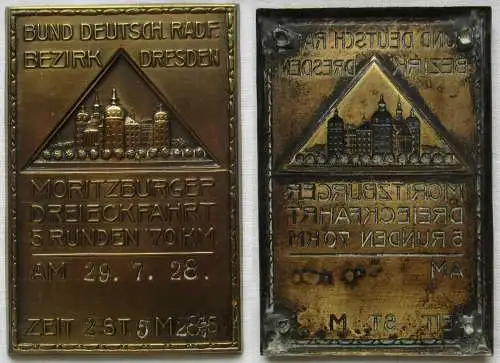 BUND DEUTSCH. RADF.
BEZIRK DRESDEN
MORITZBURGER
DREIECKFAHRT
5 RUNDEN 70 KM
AM 29. 7. 28.
ZEIT 2 ST 5 M